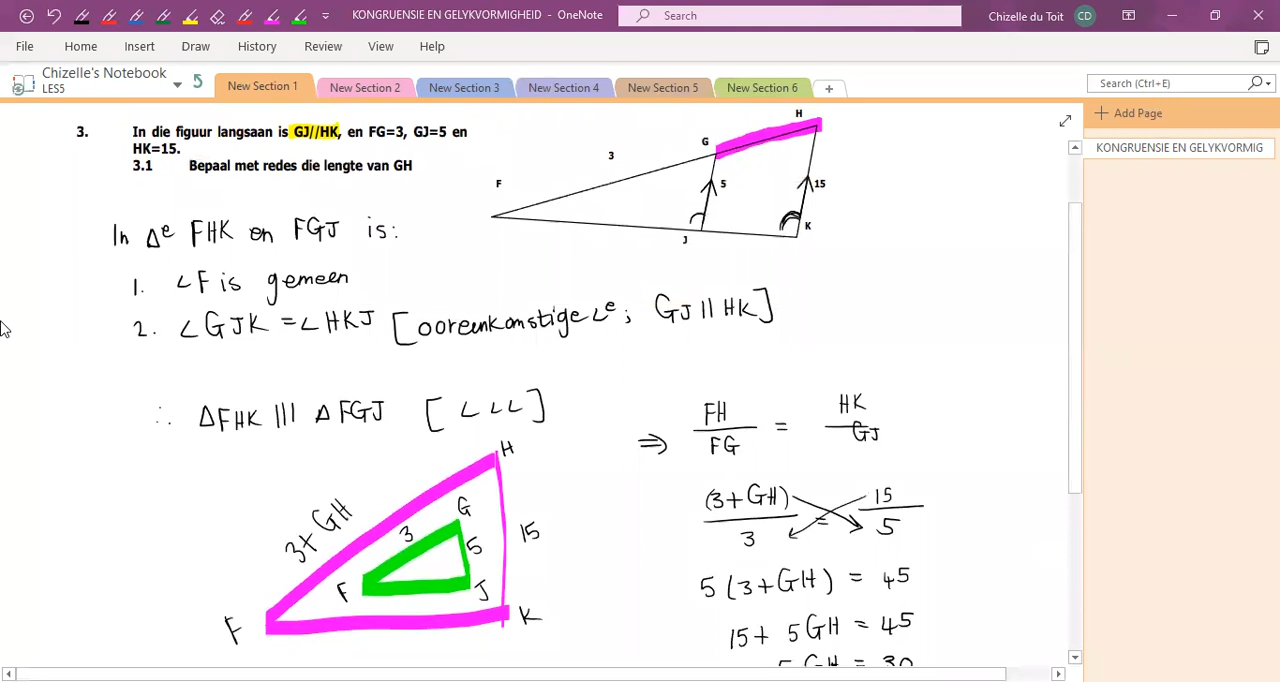 KONGRUENSIE EN GELYKVORMIGHEID - OneNote
Search
Chizelle du Toit
CD
File Home Insert Draw History Review View Help
Chizelle's Notebook
LES5
New Section 1 New Section 2 New Section 3 New Section 4 New Section 5 New Section 6 +
Search (Ctrl+E)
+ Add Page
KONGRUENSIE EN GELYKVORMIG
3. In die figuur langsaan is GJ//HK, en FG=3, GJ=5 en
HK=15.
3.1 Bepaal met redes die lengte van GH
H
G
3
F
5
15
K
J
In Δe FHK en FGJ is:
1. ∠F is gemeen
2. ∠GJK = ∠HKJ [ooreenkomstige ∠e; GJ || HK]
∴ ΔFHK ||| ΔFGJ [∠∠∠]
⇒ FH/FG = HK/GJ
(3+GH)/3 = 15/5
5(3+GH) = 45
15 + 5GH = 45
5GH = 30
H
3+GH
G
3
5
15
F
J
K
F